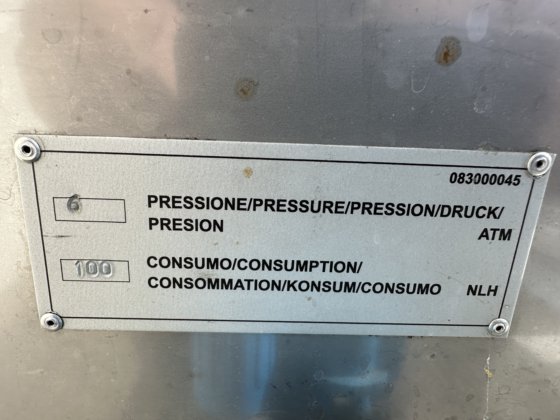 083000045
6 PRESSIONE/PRESSURE/PRESSION/DRUCK/
PRESION ATM
100 CONSUMO/CONSUMPTION/
CONSOMMATION/KONSUM/CONSUMO NLH